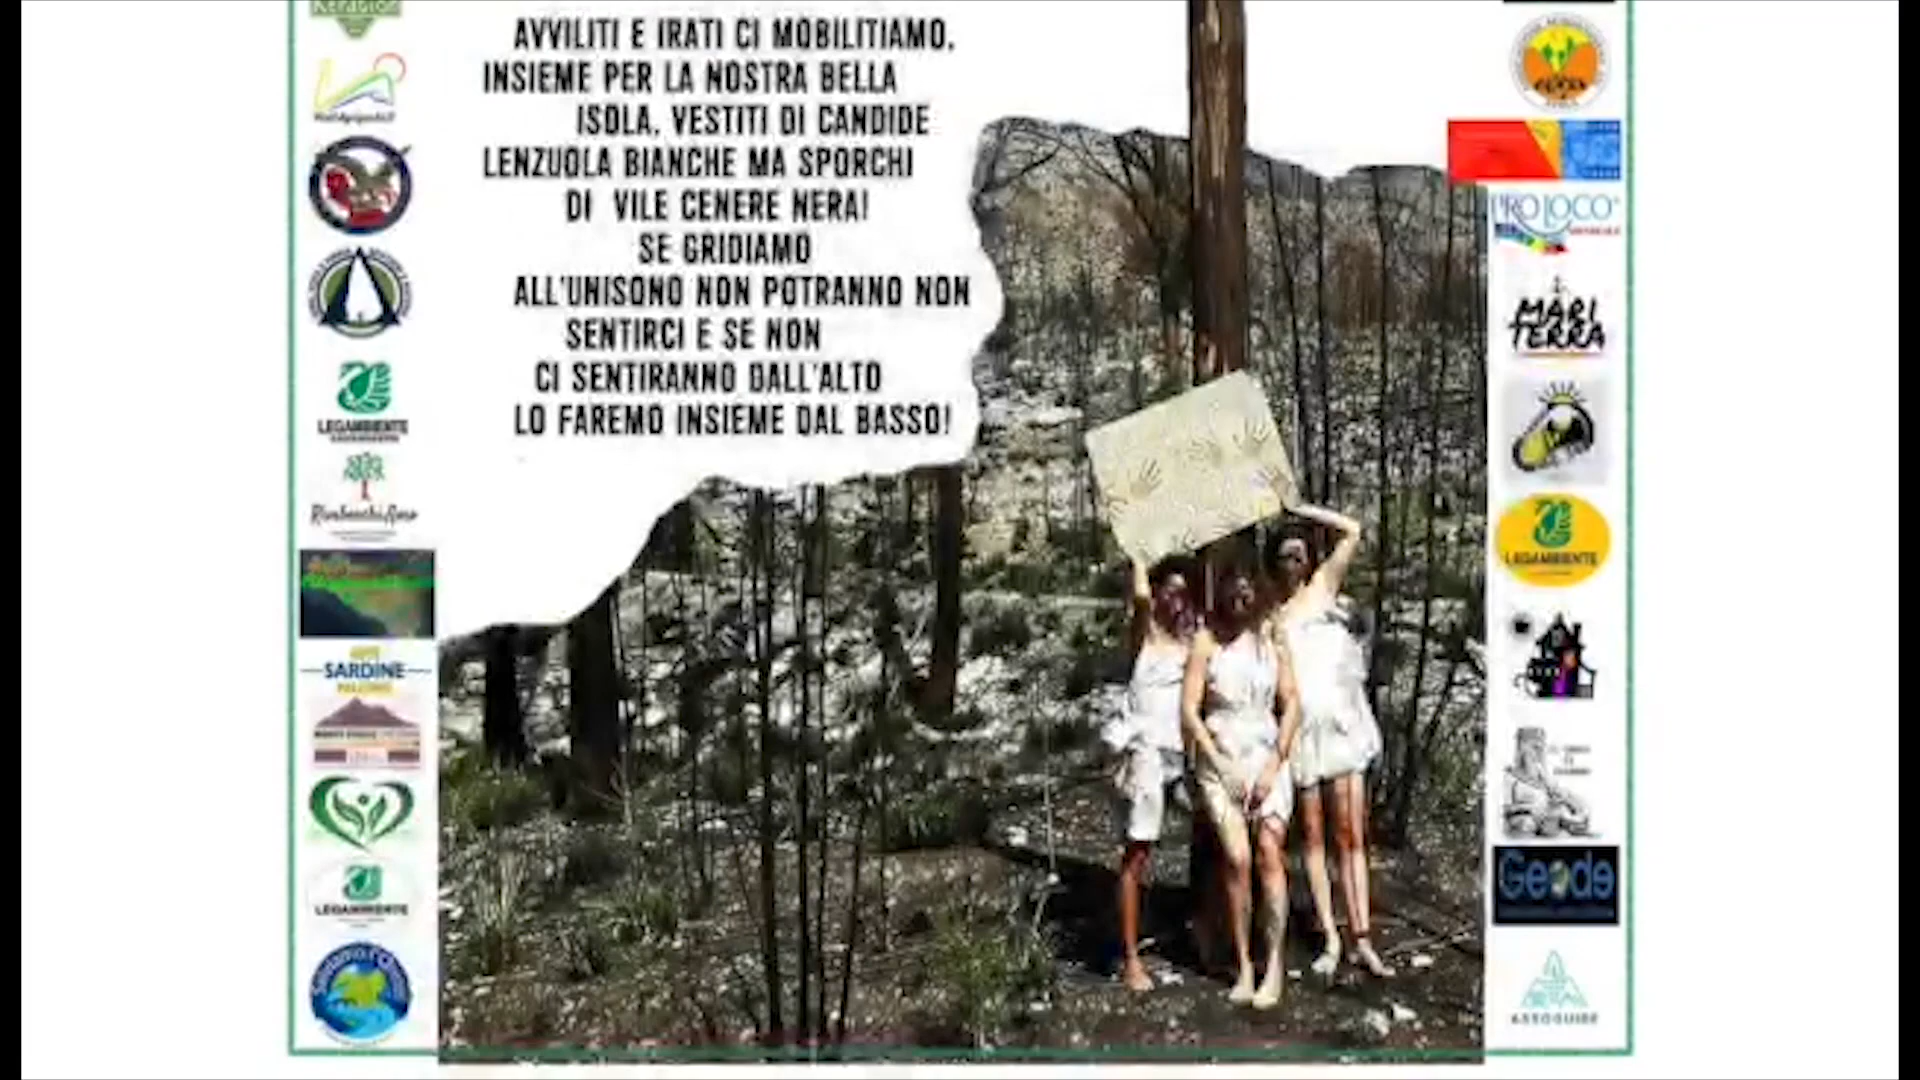 AVVILITI E IRATI CI MOBILITIAMO.
INSIEME PER LA NOSTRA BELLA
ISOLA. VESTITI DI CANDIDE
LENZUOLA BIANCHE MA SPORCHI
DI VILE CENERE NERA!
SE GRIDIAMO
ALL'UNISONO NON POTRANNO NON
SENTIRCI E SE NON
CI SENTIRANNO DALL'ALTO
LO FAREMO INSIEME DAL BASSO!
LEGAMBIENTE
SARDINE
LEGAMBIENTE
PRO LOCO
MARI
TERRA
LEGAMBIENTE
Geode
ASSOGUIDE